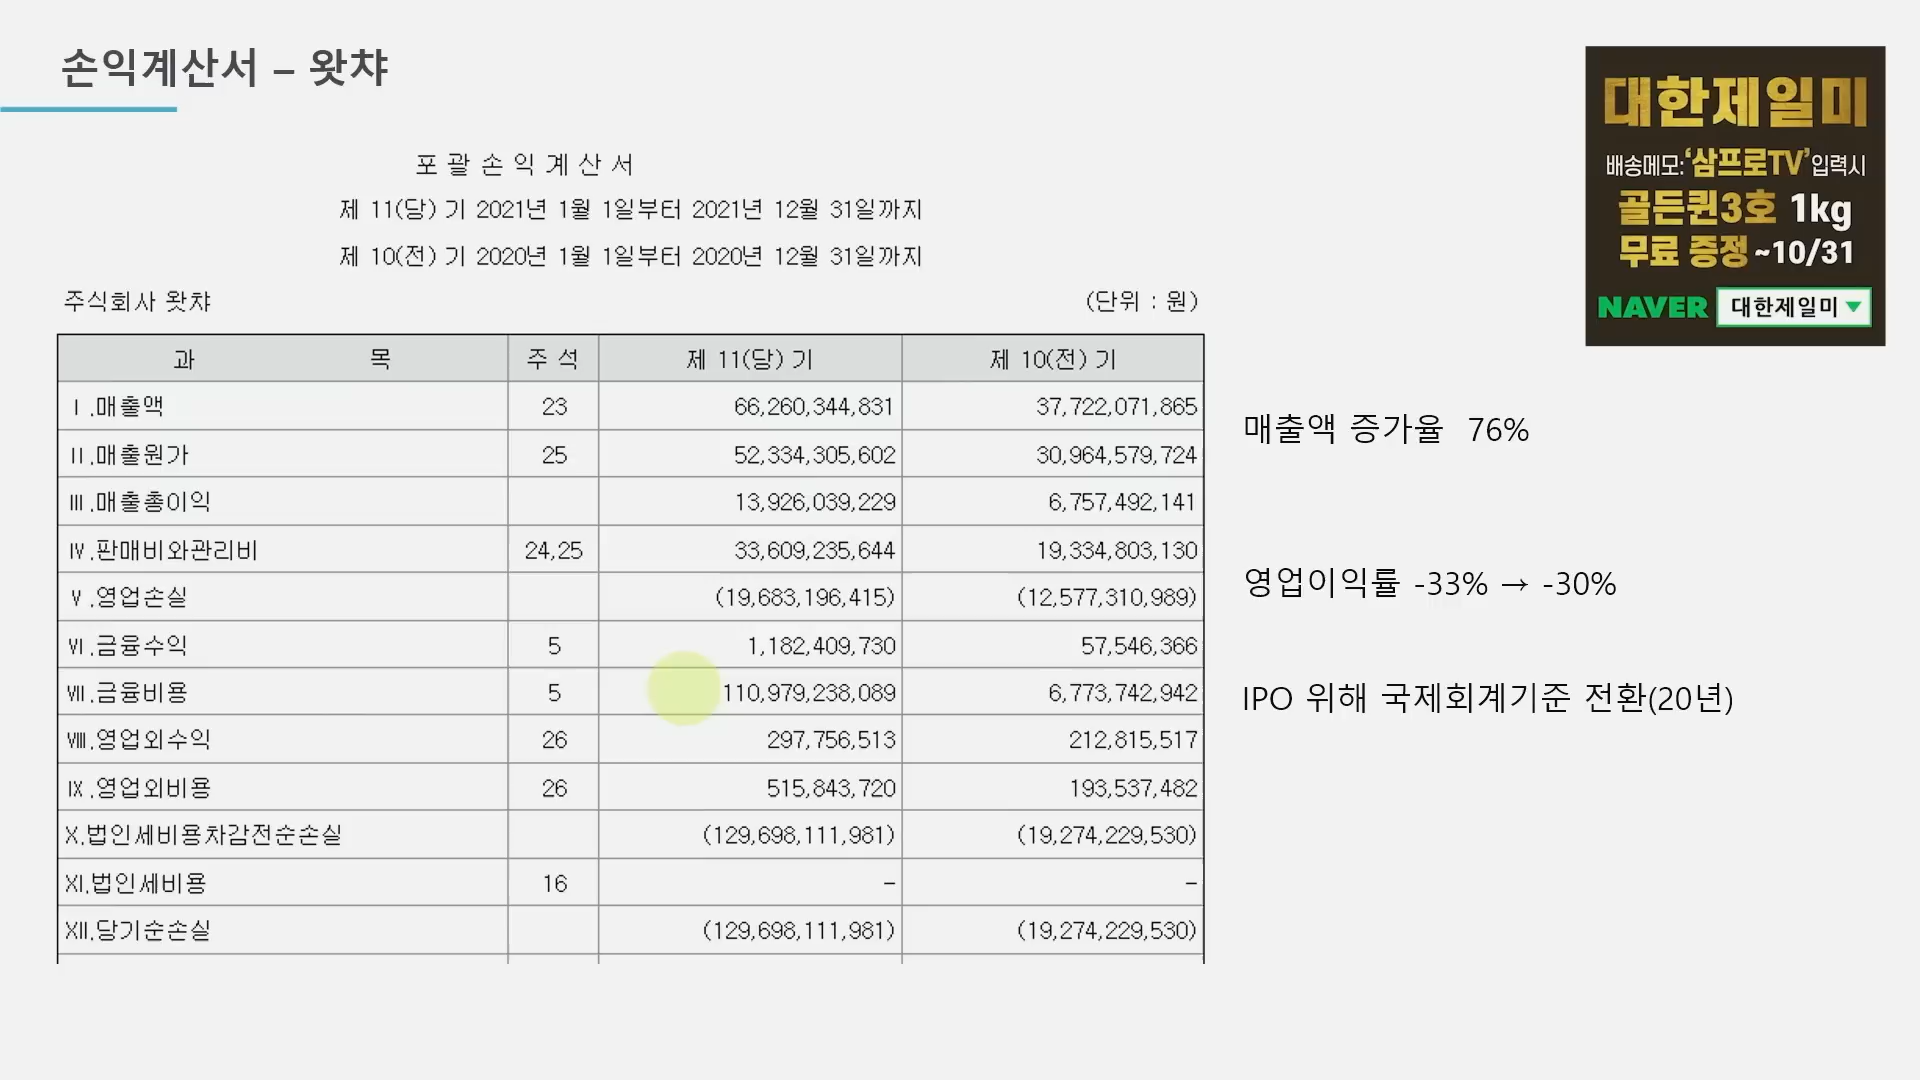 손익계산서 – 왓챠
포 괄 손 익 계 산 서
제 11(당) 기 2021년 1월 1일부터 2021년 12월 31일까지
제 10(전) 기 2020년 1월 1일부터 2020년 12월 31일까지
주식회사 왓챠 (단위 : 원)
과 목 주 석 제 11(당) 기 제 10(전) 기
Ⅰ.매출액 23 66,260,344,831 37,722,071,865
Ⅱ.매출원가 25 52,334,305,602 30,964,579,724
Ⅲ.매출총이익 13,926,039,229 6,757,492,141
Ⅳ.판매비와관리비 24,25 33,609,235,644 19,334,803,130
Ⅴ.영업손실 (19,683,196,415) (12,577,310,989)
Ⅵ.금융수익 5 1,182,409,730 57,546,366
Ⅶ.금융비용 5 110,979,238,089 6,773,742,942
Ⅷ.영업외수익 26 297,756,513 212,815,517
Ⅸ.영업외비용 26 515,843,720 193,537,482
X.법인세비용차감전순손실 (129,698,111,981) (19,274,229,530)
XI.법인세비용 16 – –
XII.당기순손실 (129,698,111,981) (19,274,229,530)
매출액 증가율 76%
영업이익률 -33% → -30%
IPO 위해 국제회계기준 전환(20년)
대한제일미
배송메모:‘삼프로TV’입력시
골든퀸3호 1kg
무료 증정 ~10/31
NAVER 대한제일미